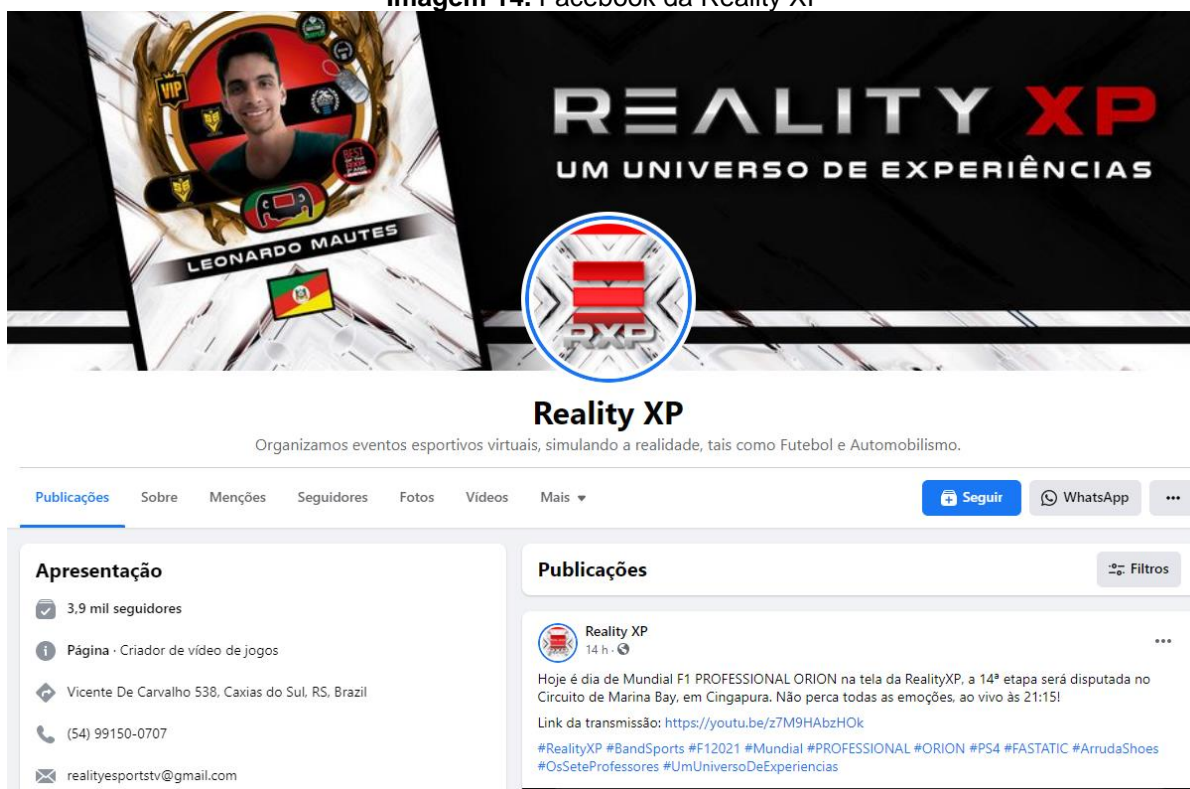 Imagem 14. Facebook da Reality XP
VIP
BEST
LEONARDO MAUTES
REALITY XP
UM UNIVERSO DE EXPERIÊNCIAS
RXP
Reality XP
Organizamos eventos esportivos virtuais, simulando a realidade, tais como Futebol e Automobilismo.
Publicações Sobre Menções Seguidores Fotos Vídeos Mais Seguir WhatsApp
Apresentação
3,9 mil seguidores
Página · Criador de vídeo de jogos
Vicente De Carvalho 538, Caxias do Sul, RS, Brazil
(54) 99150-0707
realityesportstv@gmail.com
Publicações Filtros
Reality XP
14 h ·
Hoje é dia de Mundial F1 PROFESSIONAL ORION na tela da RealityXP, a 14ª etapa será disputada no
Circuito de Marina Bay, em Cingapura. Não perca todas as emoções, ao vivo às 21:15!
Link da transmissão: https://youtu.be/z7M9HAbzHOk
#RealityXP #BandSports #F12021 #Mundial #PROFESSIONAL #ORION #PS4 #FASTATIC #ArrudaShoes
#OsSeteProfessores #UmUniversoDeExperiencias